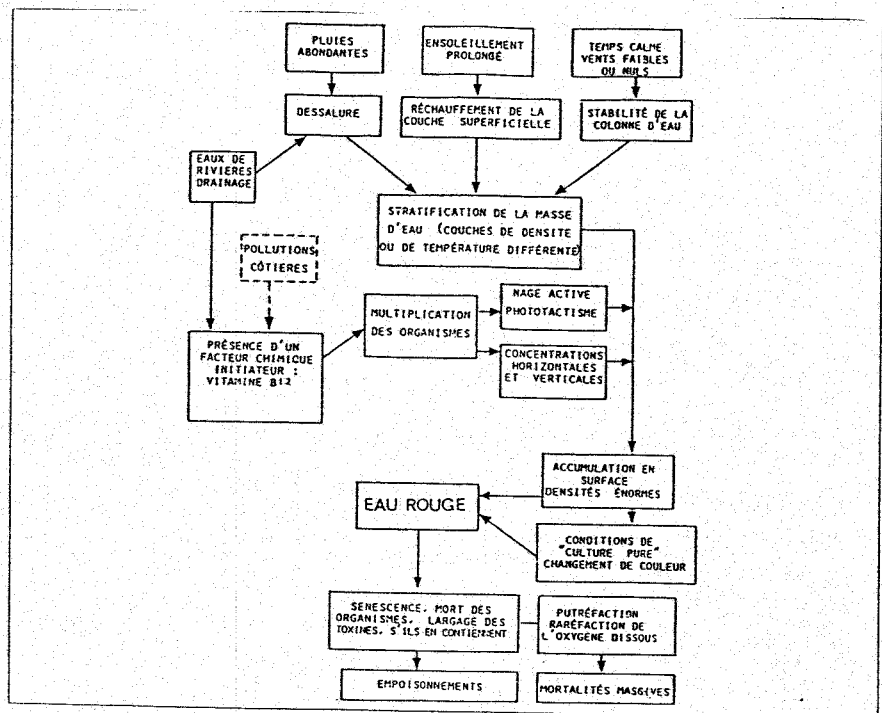 PLUIES
ABONDANTES
ENSOLEILLEMENT
PROLONGÉ
TEMPS CALME
VENTS FAIBLES
OU NULS
DESSALURE
RÉCHAUFFEMENT DE LA
COUCHE SUPERFICIELLE
STABILITÉ DE LA
COLONNE D'EAU
EAUX DE
RIVIÈRES
DRAINAGE
STRATIFICATION DE LA MASSE
D'EAU (COUCHES DE DENSITE
OU DE TEMPÉRATURE DIFFÉRENTE)
POLLUTIONS
CÔTIERES
NAGE ACTIVE
PHOTOTACTISME
MULTIPLICATION
DES ORGANISMES
PRÉSENCE D'UN
FACTEUR CHIMIQUE
INITIATEUR :
VITAMINE B12
CONCENTRATIONS
HORIZONTALES
ET VERTICALES
ACCUMULATION EN
SURFACE
DENSITÉS ÉNORMES
EAU ROUGE
CONDITIONS DE
"CULTURE PURE"
CHANGEMENT DE COULEUR
SENESCENCE. MORT DES
ORGANISMES. LARGAGE DES
TOXINES, S'ILS EN CONTIENNENT
PUTRÉFACTION
RARÉFACTION DE
L'OXYGÈNE DISSOUS
EMPOISONNEMENTS
MORTALITÉS MASSIVES